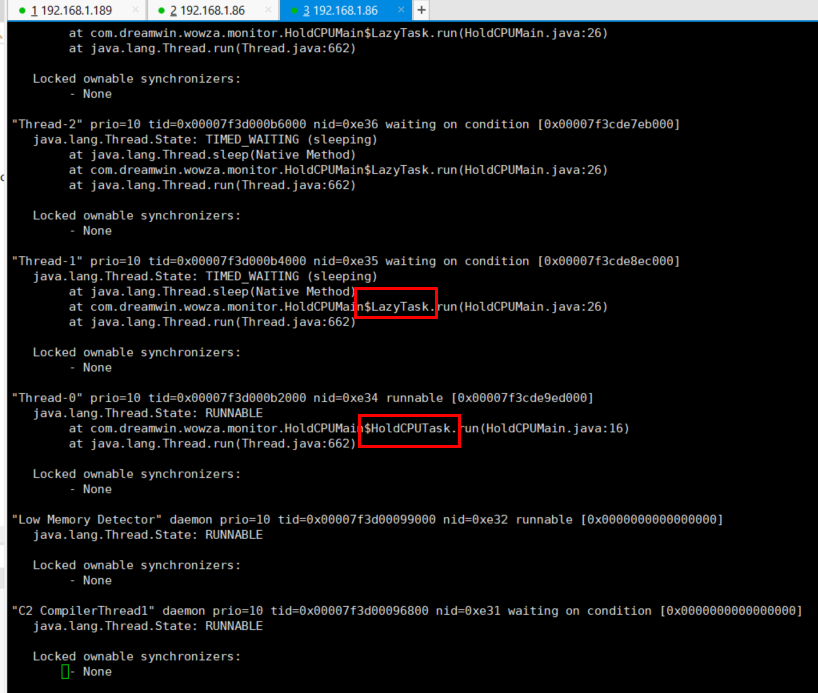 1 192.168.1.189 × 2 192.168.1.86 × 3 192.168.1.86 × +
at com.dreamwin.wowza.monitor.HoldCPUMain$LazyTask.run(HoldCPUMain.java:26)
at java.lang.Thread.run(Thread.java:662)
Locked ownable synchronizers:
- None
"Thread-2" prio=10 tid=0x00007f3d000b6000 nid=0xe36 waiting on condition [0x00007f3cde7eb000]
java.lang.Thread.State: TIMED_WAITING (sleeping)
at java.lang.Thread.sleep(Native Method)
at com.dreamwin.wowza.monitor.HoldCPUMain$LazyTask.run(HoldCPUMain.java:26)
at java.lang.Thread.run(Thread.java:662)
Locked ownable synchronizers:
- None
"Thread-1" prio=10 tid=0x00007f3d000b4000 nid=0xe35 waiting on condition [0x00007f3cde8ec000]
java.lang.Thread.State: TIMED_WAITING (sleeping)
at java.lang.Thread.sleep(Native Method)
at com.dreamwin.wowza.monitor.HoldCPUMain$LazyTask.run(HoldCPUMain.java:26)
at java.lang.Thread.run(Thread.java:662)
Locked ownable synchronizers:
- None
"Thread-0" prio=10 tid=0x00007f3d000b2000 nid=0xe34 runnable [0x00007f3cde9ed000]
java.lang.Thread.State: RUNNABLE
at com.dreamwin.wowza.monitor.HoldCPUMain$HoldCPUTask.run(HoldCPUMain.java:16)
at java.lang.Thread.run(Thread.java:662)
Locked ownable synchronizers:
- None
"Low Memory Detector" daemon prio=10 tid=0x00007f3d00099000 nid=0xe32 runnable [0x0000000000000000]
java.lang.Thread.State: RUNNABLE
Locked ownable synchronizers:
- None
"C2 CompilerThread1" daemon prio=10 tid=0x00007f3d00096800 nid=0xe31 waiting on condition [0x0000000000000000]
java.lang.Thread.State: RUNNABLE
Locked ownable synchronizers:
- None